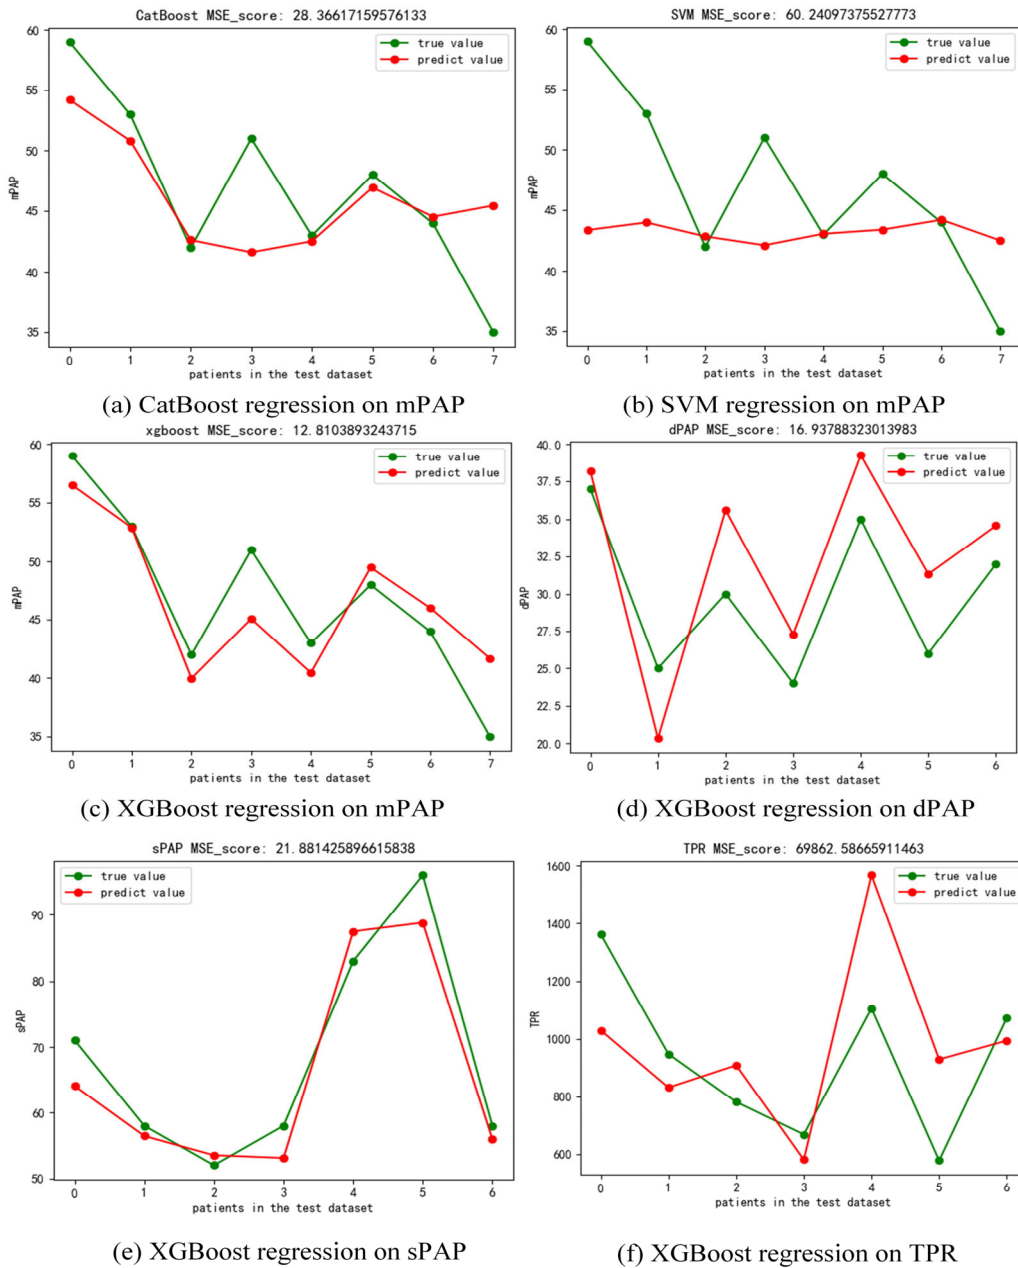 CatBoost MSE_score: 28.36617159576133
true value
predict value
mPAP
60
55
50
45
40
35
0 1 2 3 4 5 6 7
patients in the test dataset
(a) CatBoost regression on mPAP
SVM MSE_score: 60.24097375527773
true value
predict value
mPAP
60
55
50
45
40
35
0 1 2 3 4 5 6 7
patients in the test dataset
(b) SVM regression on mPAP
xgboost MSE_score: 12.8103893243715
true value
predict value
mPAP
60
55
50
45
40
35
0 1 2 3 4 5 6 7
patients in the test dataset
(c) XGBoost regression on mPAP
dPAP MSE_score: 16.93788323013983
true value
predict value
dPAP
40.0
37.5
35.0
32.5
30.0
27.5
25.0
22.5
20.0
0 1 2 3 4 5 6
patients in the test dataset
(d) XGBoost regression on dPAP
sPAP MSE_score: 21.881425896615838
true value
predict value
sPAP
90
80
70
60
50
0 1 2 3 4 5 6
patients in the test dataset
(e) XGBoost regression on sPAP
TPR MSE_score: 69862.58665911463
true value
predict value
TPR
1600
1400
1200
1000
800
600
0 1 2 3 4 5 6
patients in the test dataset
(f) XGBoost regression on TPR